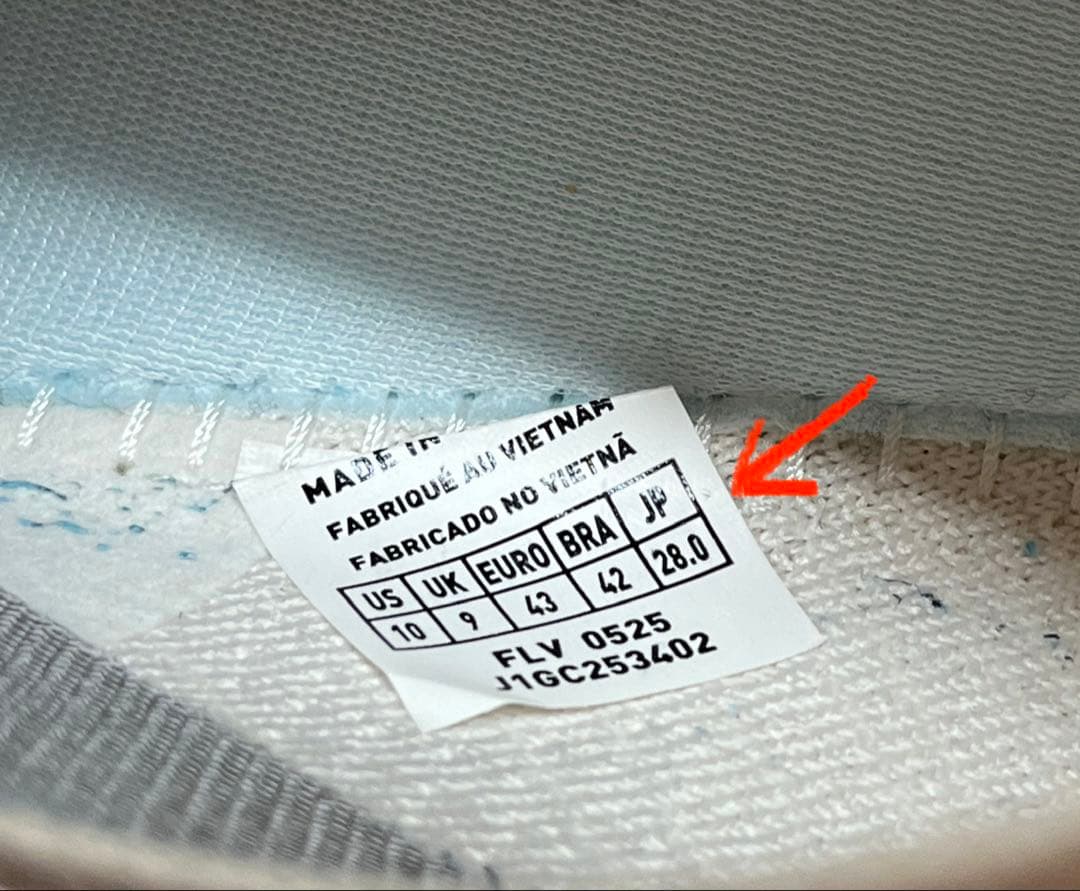 MADE IN
FABRIQUÉ AU VIETNAM
FABRICADO NO VIETNÃ
US UK EURO BRA JP
10 9 43 42 28.0
FLV 0525
J1GC253402